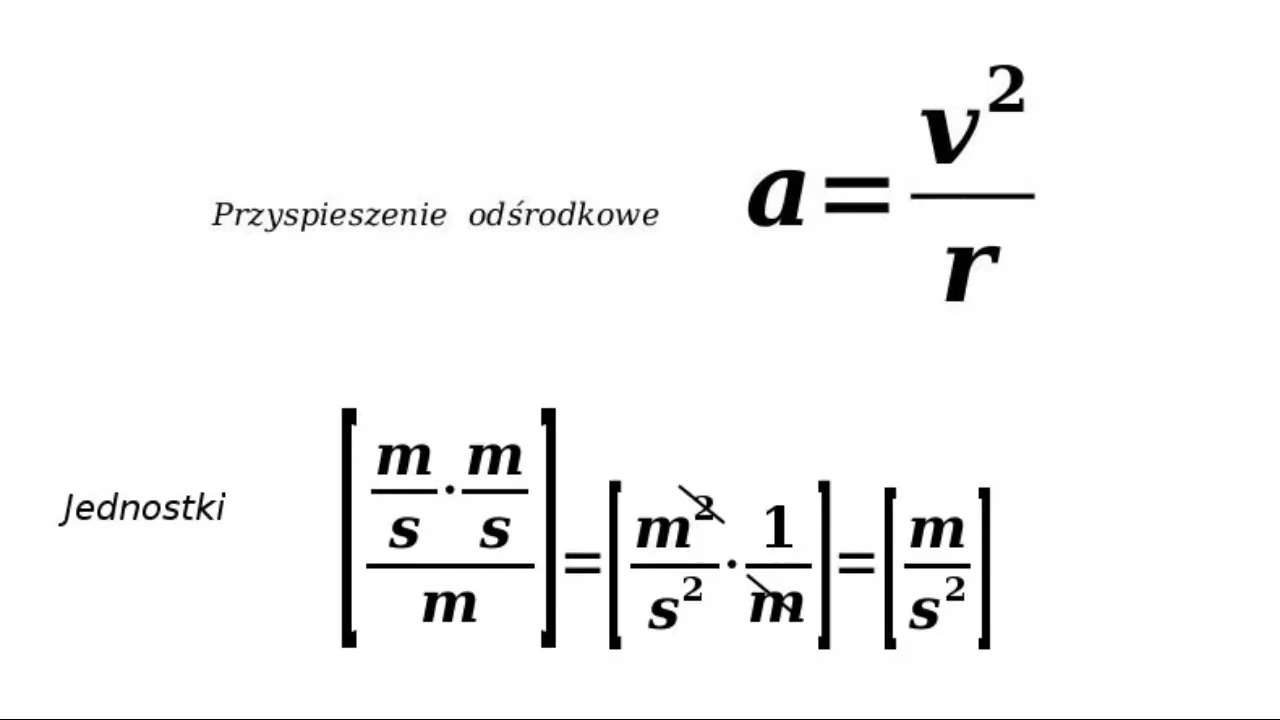 Przyspieszenie odśrodkowe a = v²/r
Jednostki [(m/s · m/s)/m] = [m²/s² · 1/m] = [m/s²]